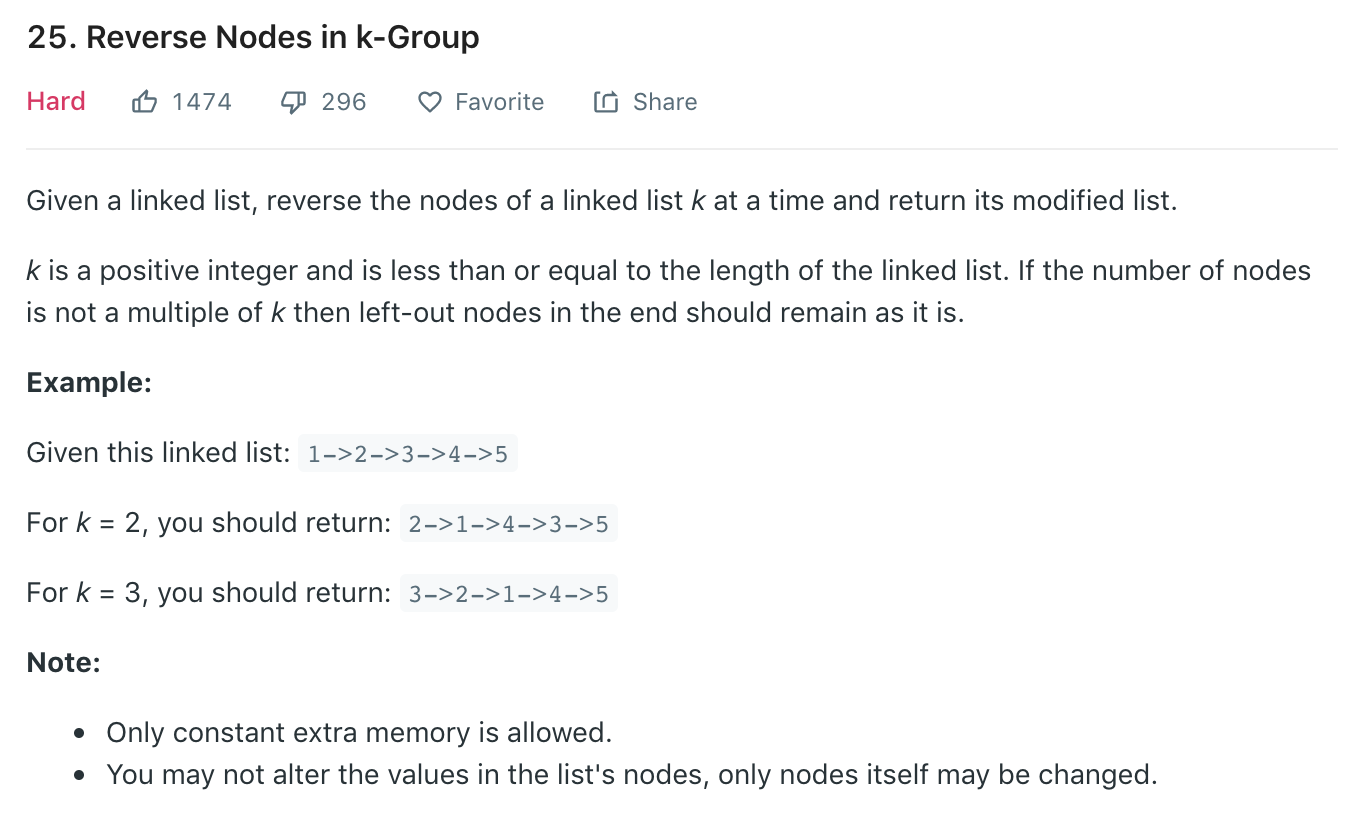 25. Reverse Nodes in k-Group
Hard 1474 296 Favorite Share
Given a linked list, reverse the nodes of a linked list k at a time and return its modified list.
k is a positive integer and is less than or equal to the length of the linked list. If the number of nodes
is not a multiple of k then left-out nodes in the end should remain as it is.
Example:
Given this linked list: 1->2->3->4->5
For k = 2, you should return: 2->1->4->3->5
For k = 3, you should return: 3->2->1->4->5
Note:
• Only constant extra memory is allowed.
• You may not alter the values in the list's nodes, only nodes itself may be changed.